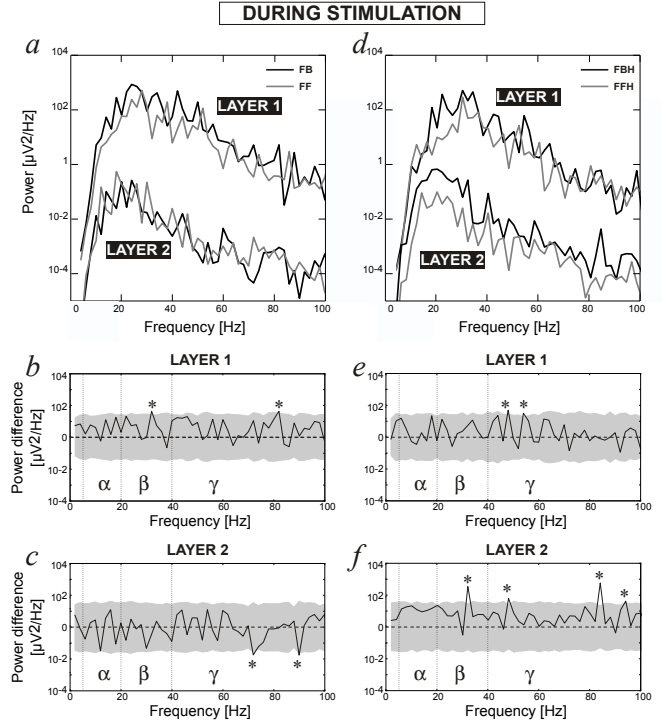 DURING STIMULATION
a
10⁴
10²
1
10⁻²
10⁻⁴
Power [µV2/Hz]
FB
FF
LAYER 1
LAYER 2
0 20 40 60 80 100
Frequency [Hz]
d
10⁴
10²
1
10⁻²
10⁻⁴
FBH
FFH
LAYER 1
LAYER 2
0 20 40 60 80 100
Frequency [Hz]
b
LAYER 1
10⁴
10²
0
10⁻²
10⁻⁴
Power difference
[µV2/Hz]
* *
α β γ
0 20 40 60 80 100
Frequency [Hz]
e
LAYER 1
10⁴
10²
0
10⁻²
10⁻⁴
* *
α β γ
0 20 40 60 80 100
Frequency [Hz]
c
LAYER 2
10⁴
10²
0
10⁻²
10⁻⁴
Power difference
[µV2/Hz]
* *
α β γ
0 20 40 60 80 100
Frequency [Hz]
f
LAYER 2
10⁴
10²
0
10⁻²
10⁻⁴
* * * *
α β γ
0 20 40 60 80 100
Frequency [Hz]